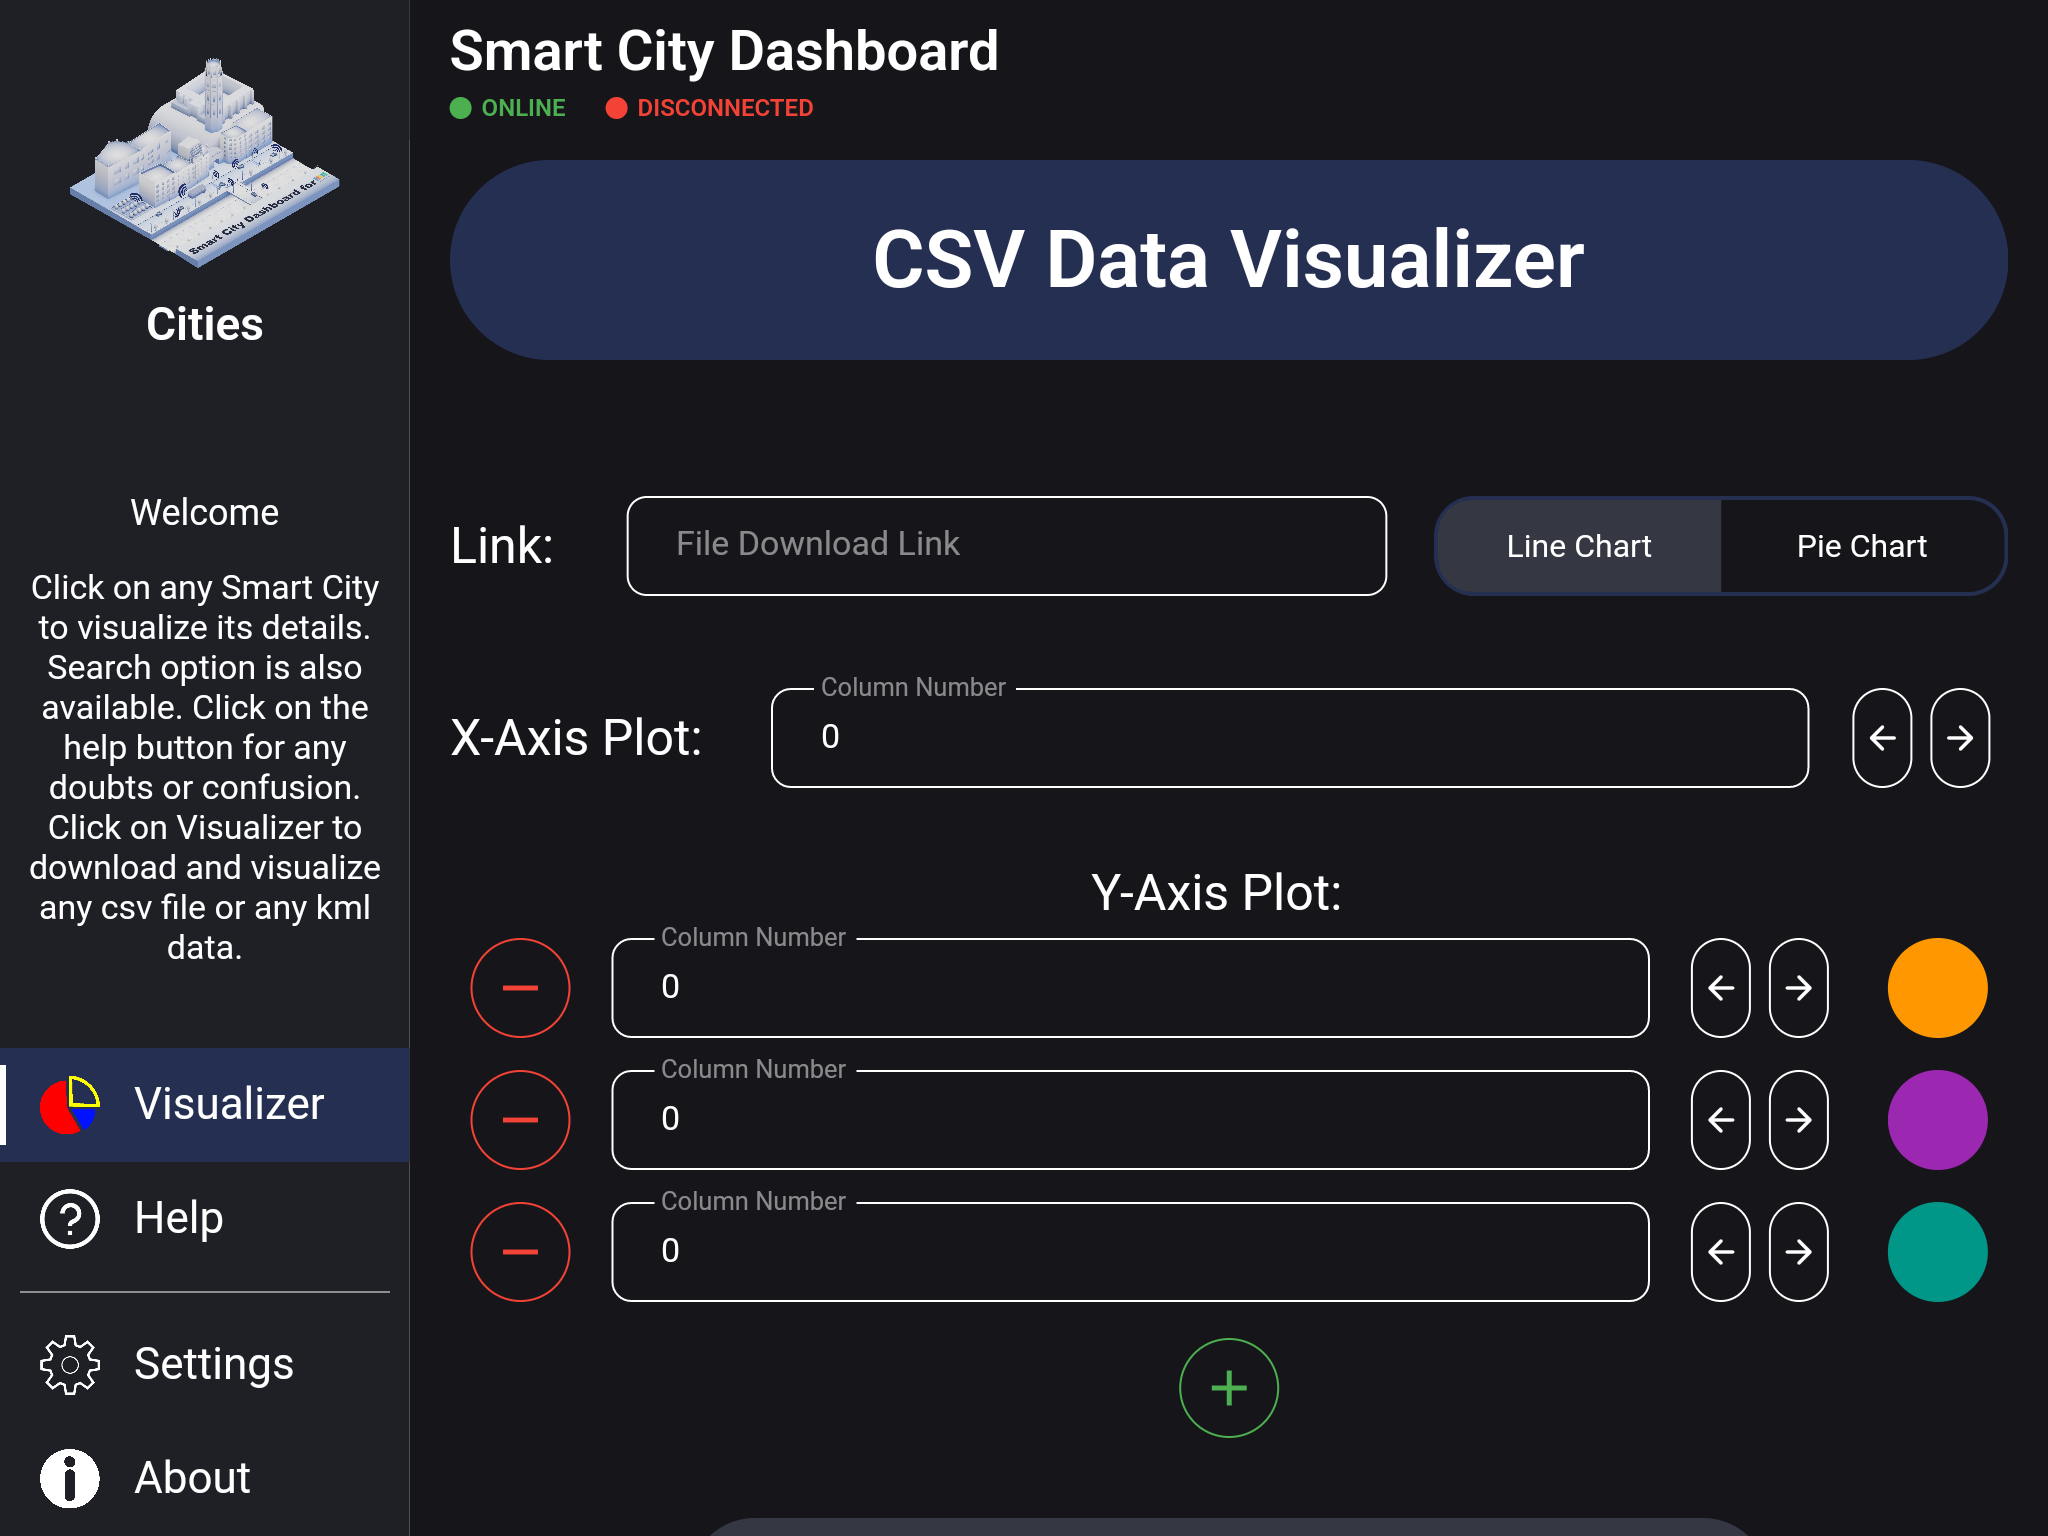 Smart City Dashboard for
Cities
Welcome
Click on any Smart City
to visualize its details.
Search option is also
available. Click on the
help button for any
doubts or confusion.
Click on Visualizer to
download and visualize
any csv file or any kml
data.
Visualizer
Help
Settings
About
Smart City Dashboard
ONLINE DISCONNECTED
CSV Data Visualizer
Link: File Download Link Line Chart Pie Chart
Column Number
X-Axis Plot: 0
Y-Axis Plot:
Column Number
0
Column Number
0
Column Number
0